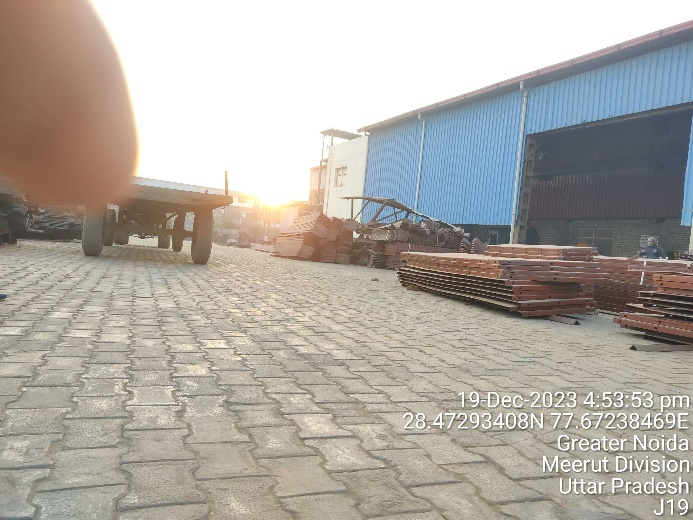 19-Dec-2023 4:53:53 pm
28.47293408N 77.67238469E
Greater Noida
Meerut Division
Uttar Pradesh
J19